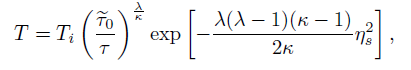 T = T_i \left( \frac{\widetilde{\tau}_0}{\tau} \right)^{\frac{\lambda}{\kappa}} \exp \left[ -\frac{\lambda(\lambda - 1)(\kappa - 1)}{2\kappa} \eta_s^2 \right],